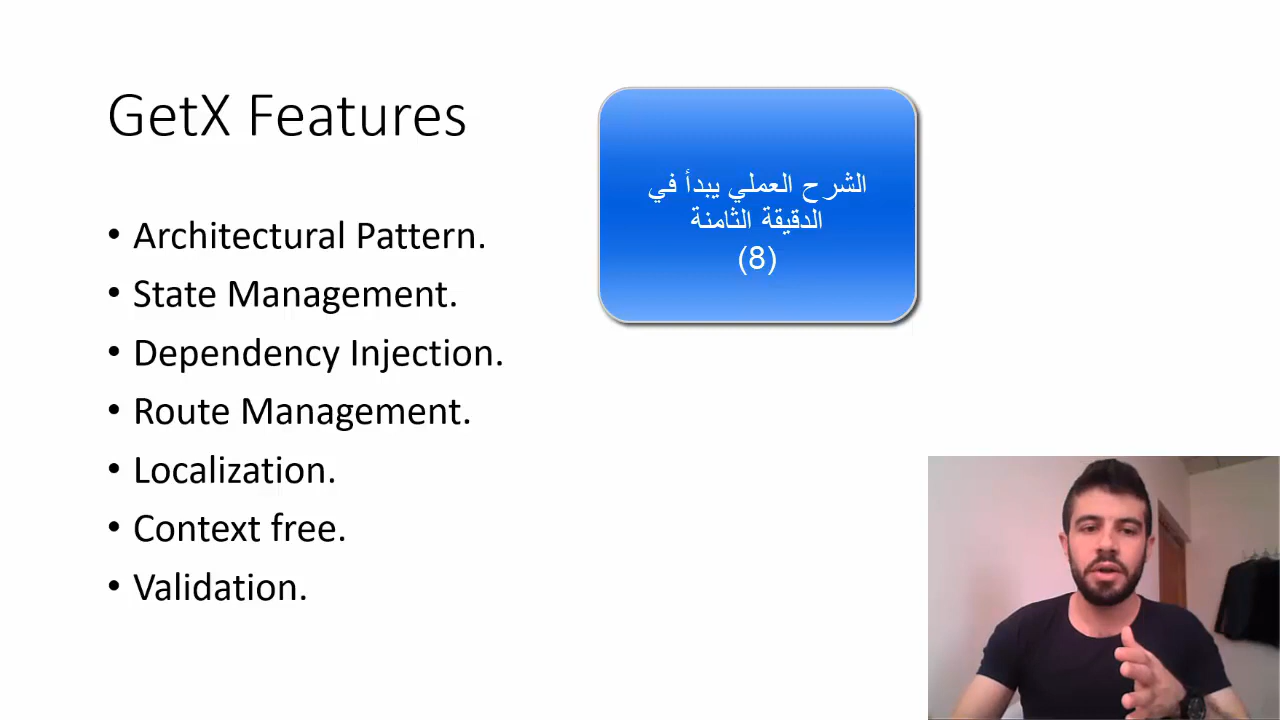 GetX Features
• Architectural Pattern.
• State Management.
• Dependency Injection.
• Route Management.
• Localization.
• Context free.
• Validation.
الشرح العملي يبدأ في
الدقيقة الثامنة
(8)